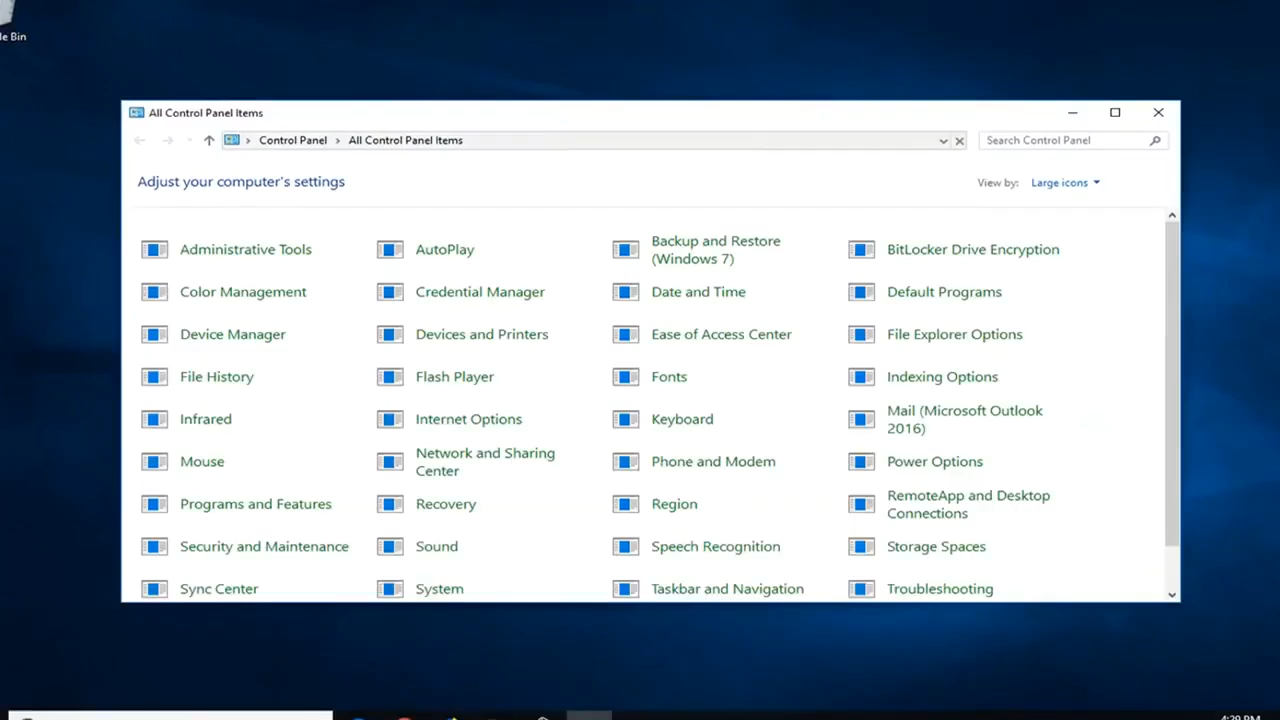 le Bin
All Control Panel Items
Control Panel
All Control Panel Items
Search Control Panel
Adjust your computer's settings
View by:
Large icons
Administrative Tools
AutoPlay
Backup and Restore
(Windows 7)
BitLocker Drive Encryption
Color Management
Credential Manager
Date and Time
Default Programs
Device Manager
Devices and Printers
Ease of Access Center
File Explorer Options
File History
Flash Player
Fonts
Indexing Options
Infrared
Internet Options
Keyboard
Mail (Microsoft Outlook
2016)
Mouse
Network and Sharing
Center
Phone and Modem
Power Options
Programs and Features
Recovery
Region
RemoteApp and Desktop
Connections
Security and Maintenance
Sound
Speech Recognition
Storage Spaces
Sync Center
System
Taskbar and Navigation
Troubleshooting
4:29 PM